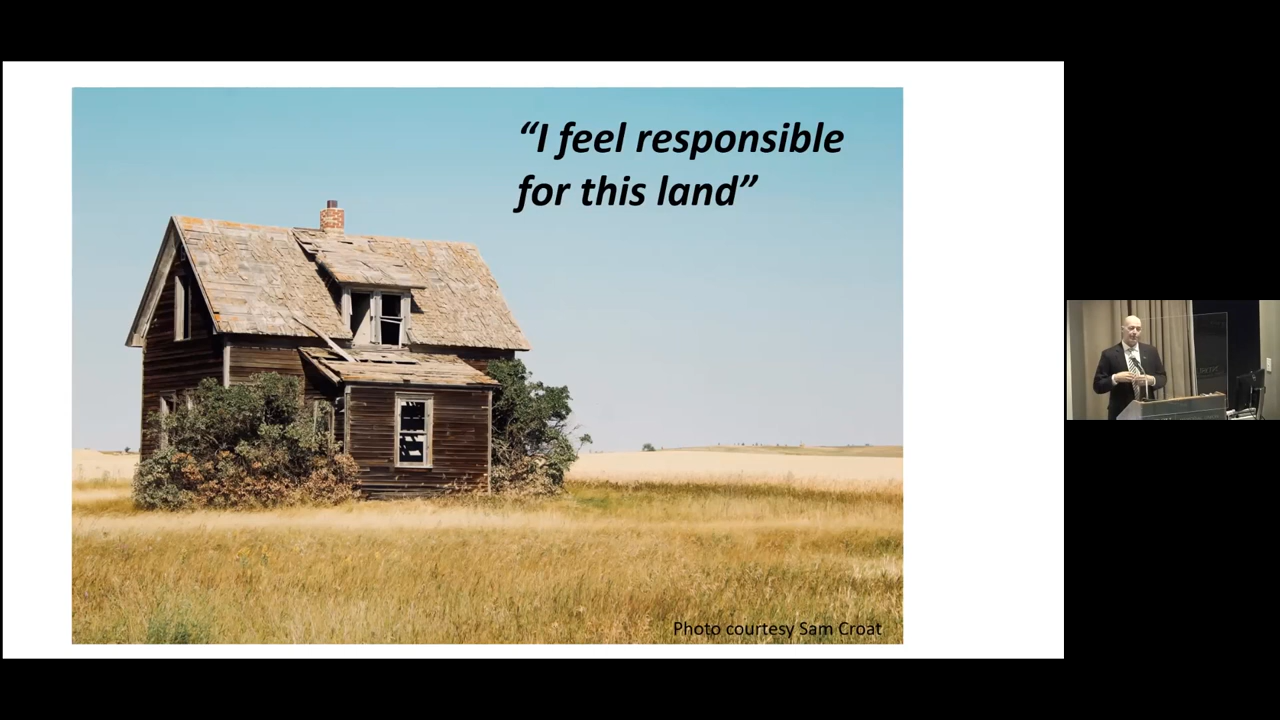 “I feel responsible
for this land”
Photo courtesy Sam Croat